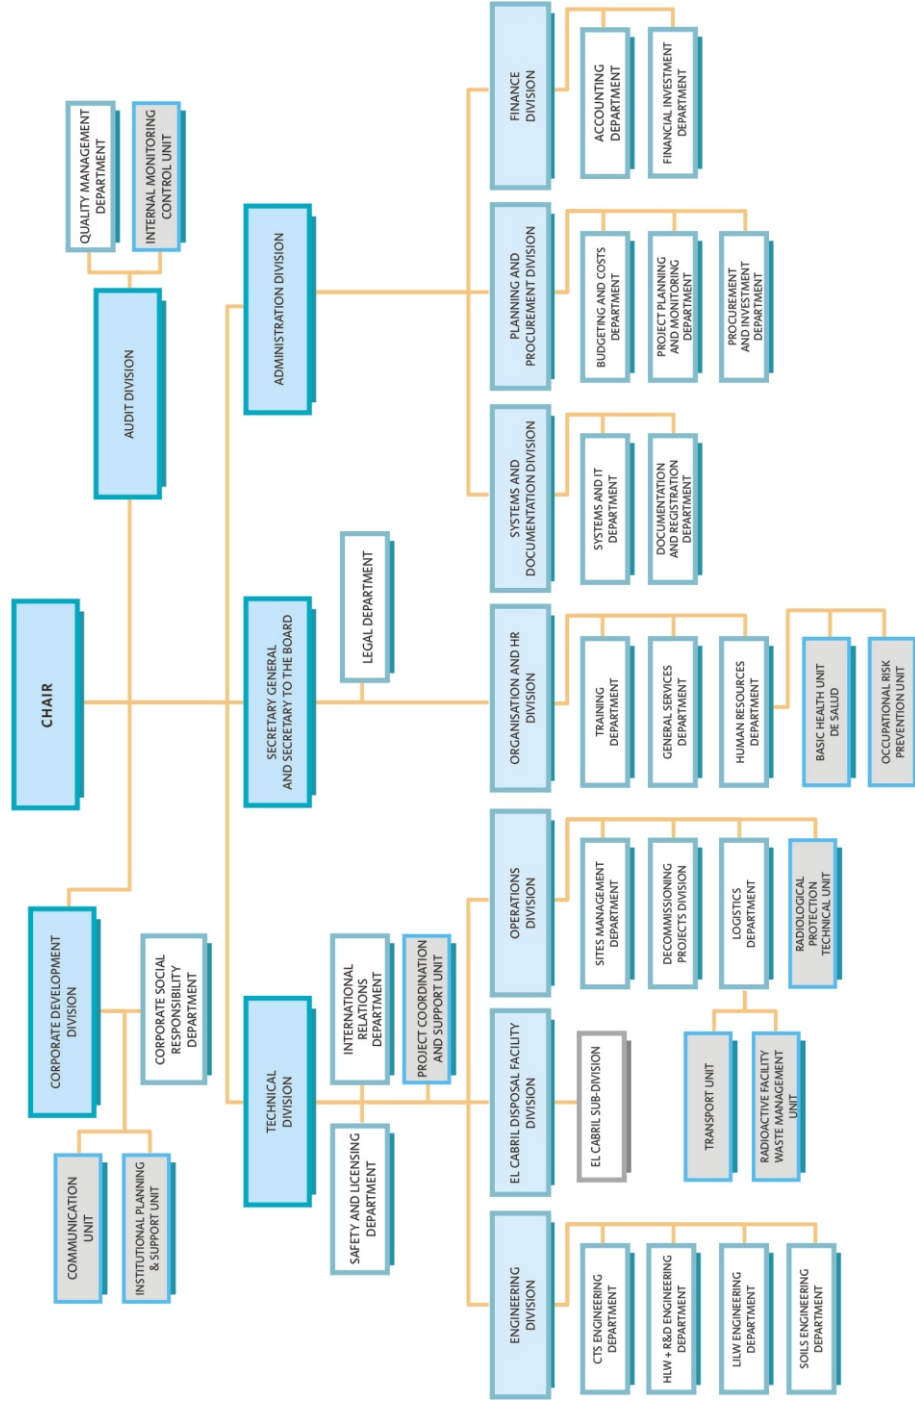 CHAIR
CORPORATE DEVELOPMENT
DIVISION
AUDIT DIVISION
COMMUNICATION
UNIT
INSTITUTIONAL PLANNING
& SUPPORT UNIT
CORPORATE SOCIAL
RESPONSIBILITY
DEPARTMENT
QUALITY MANAGEMENT
DEPARTMENT
INTERNAL MONITORING
CONTROL UNIT
TECHNICAL
DIVISION
SECRETARY GENERAL
AND SECRETARY TO THE BOARD
ADMINISTRATION DIVISION
SAFETY AND LICENSING
DEPARTMENT
INTERNATIONAL
RELATIONS
DEPARTMENT
PROJECT COORDINATION
AND SUPPORT UNIT
LEGAL DEPARTMENT
ENGINEERING
DIVISION
EL CABRIL DISPOSAL FACILITY
DIVISION
OPERATIONS
DIVISION
ORGANISATION AND HR
DIVISION
SYSTEMS AND
DOCUMENTATION DIVISION
PLANNING AND
PROCUREMENT DIVISION
FINANCE
DIVISION
CTS ENGINEERING
DEPARTMENT
HLW + R&D ENGINEERING
DEPARTMENT
LILW ENGINEERING
DEPARTMENT
SOILS ENGINEERING
DEPARTMENT
EL CABRIL SUB-DIVISION
SITES MANAGEMENT
DEPARTMENT
DECOMMISSIONING
PROJECTS DIVISION
LOGISTICS
DEPARTMENT
RADIOLOGICAL
PROTECTION
TECHNICAL UNIT
TRANSPORT UNIT
RADIOACTIVE FACILITY
WASTE MANAGEMENT
UNIT
TRAINING
DEPARTMENT
GENERAL SERVICES
DEPARTMENT
HUMAN RESOURCES
DEPARTMENT
BASIC HEALTH UNIT
DE SALUD
OCCUPATIONAL RISK
PREVENTION UNIT
SYSTEMS AND IT
DEPARTMENT
DOCUMENTATION
AND REGISTRATION
DEPARTMENT
BUDGETING AND COSTS
DEPARTMENT
PROJECT PLANNING
AND MONITORING
DEPARTMENT
PROCUREMENT
AND INVESTMENT
DEPARTMENT
ACCOUNTING
DEPARTMENT
FINANCIAL INVESTMENT
DEPARTMENT